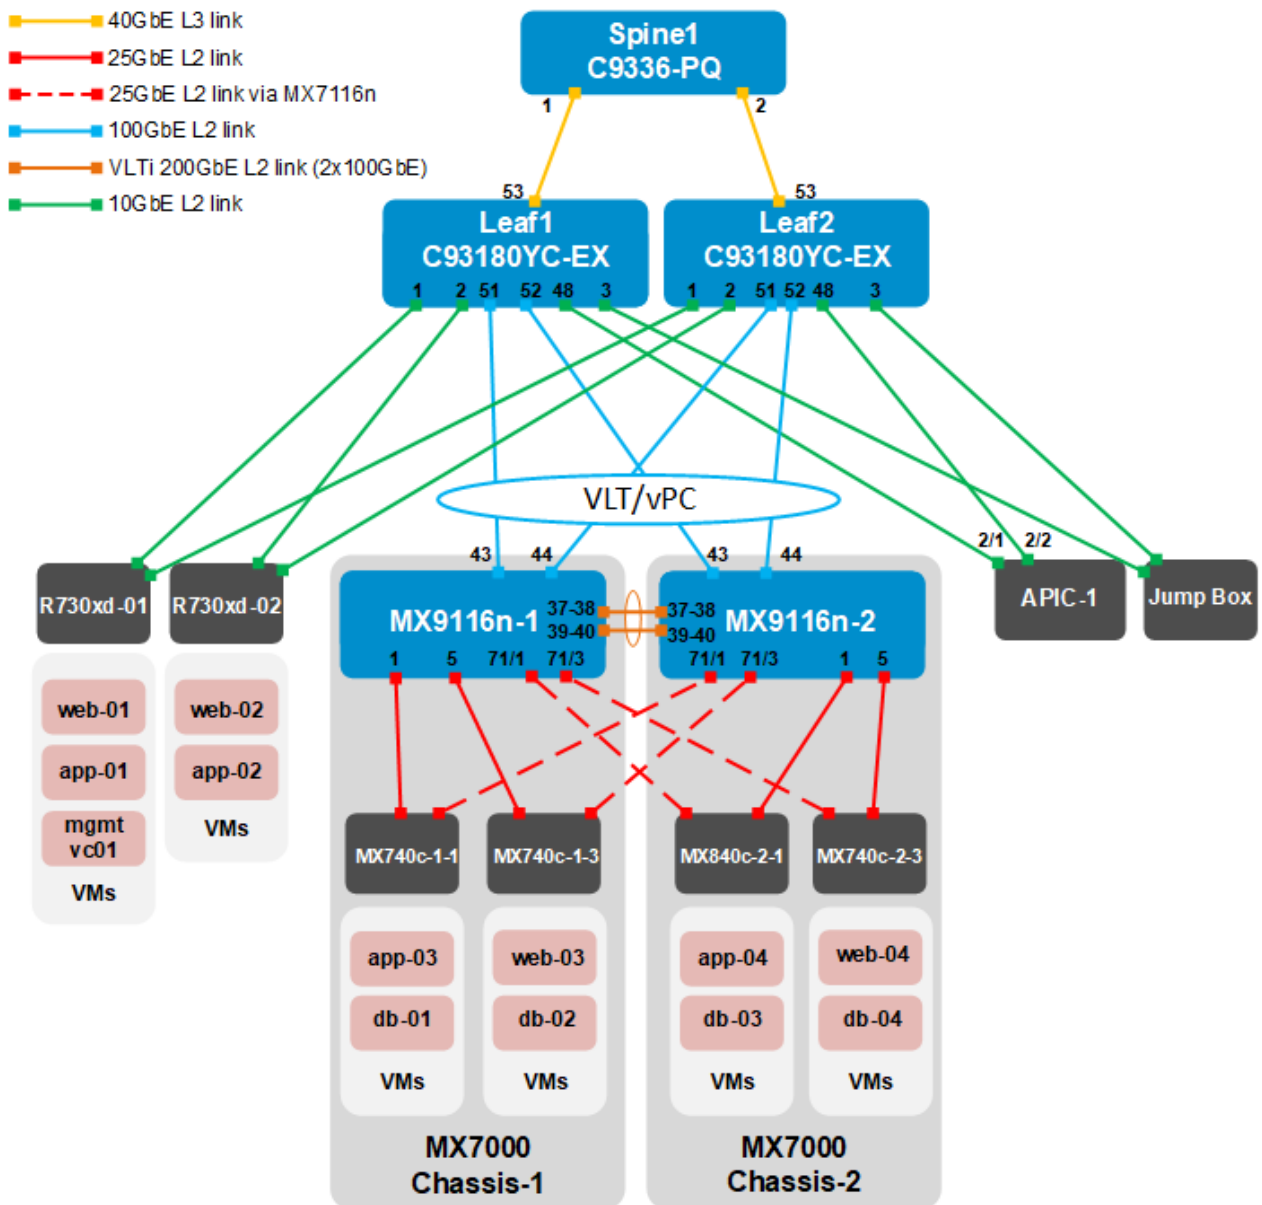 40GbE L3 link
25GbE L2 link
25GbE L2 link via MX7116n
100GbE L2 link
VLTi 200GbE L2 link (2x100GbE)
10GbE L2 link
Spine1
C9336-PQ
1 2
53 53
Leaf1
C93180YC-EX
1 2 51 52 48 3
Leaf2
C93180YC-EX
1 2 51 52 48 3
VLT/vPC
43 44 43 44
2/1 2/2
R730xd-01
R730xd-02
APIC-1
Jump Box
MX9116n-1
37-38
39-40
1 5 71/1 71/3
37-38
39-40
MX9116n-2
71/1 71/3 1 5
web-01
app-01
mgmt
vc01
VMs
web-02
app-02
VMs
MX740c-1-1
MX740c-1-3
MX840c-2-1
MX740c-2-3
app-03
db-01
VMs
web-03
db-02
VMs
app-04
db-03
VMs
web-04
db-04
VMs
MX7000
Chassis-1
MX7000
Chassis-2